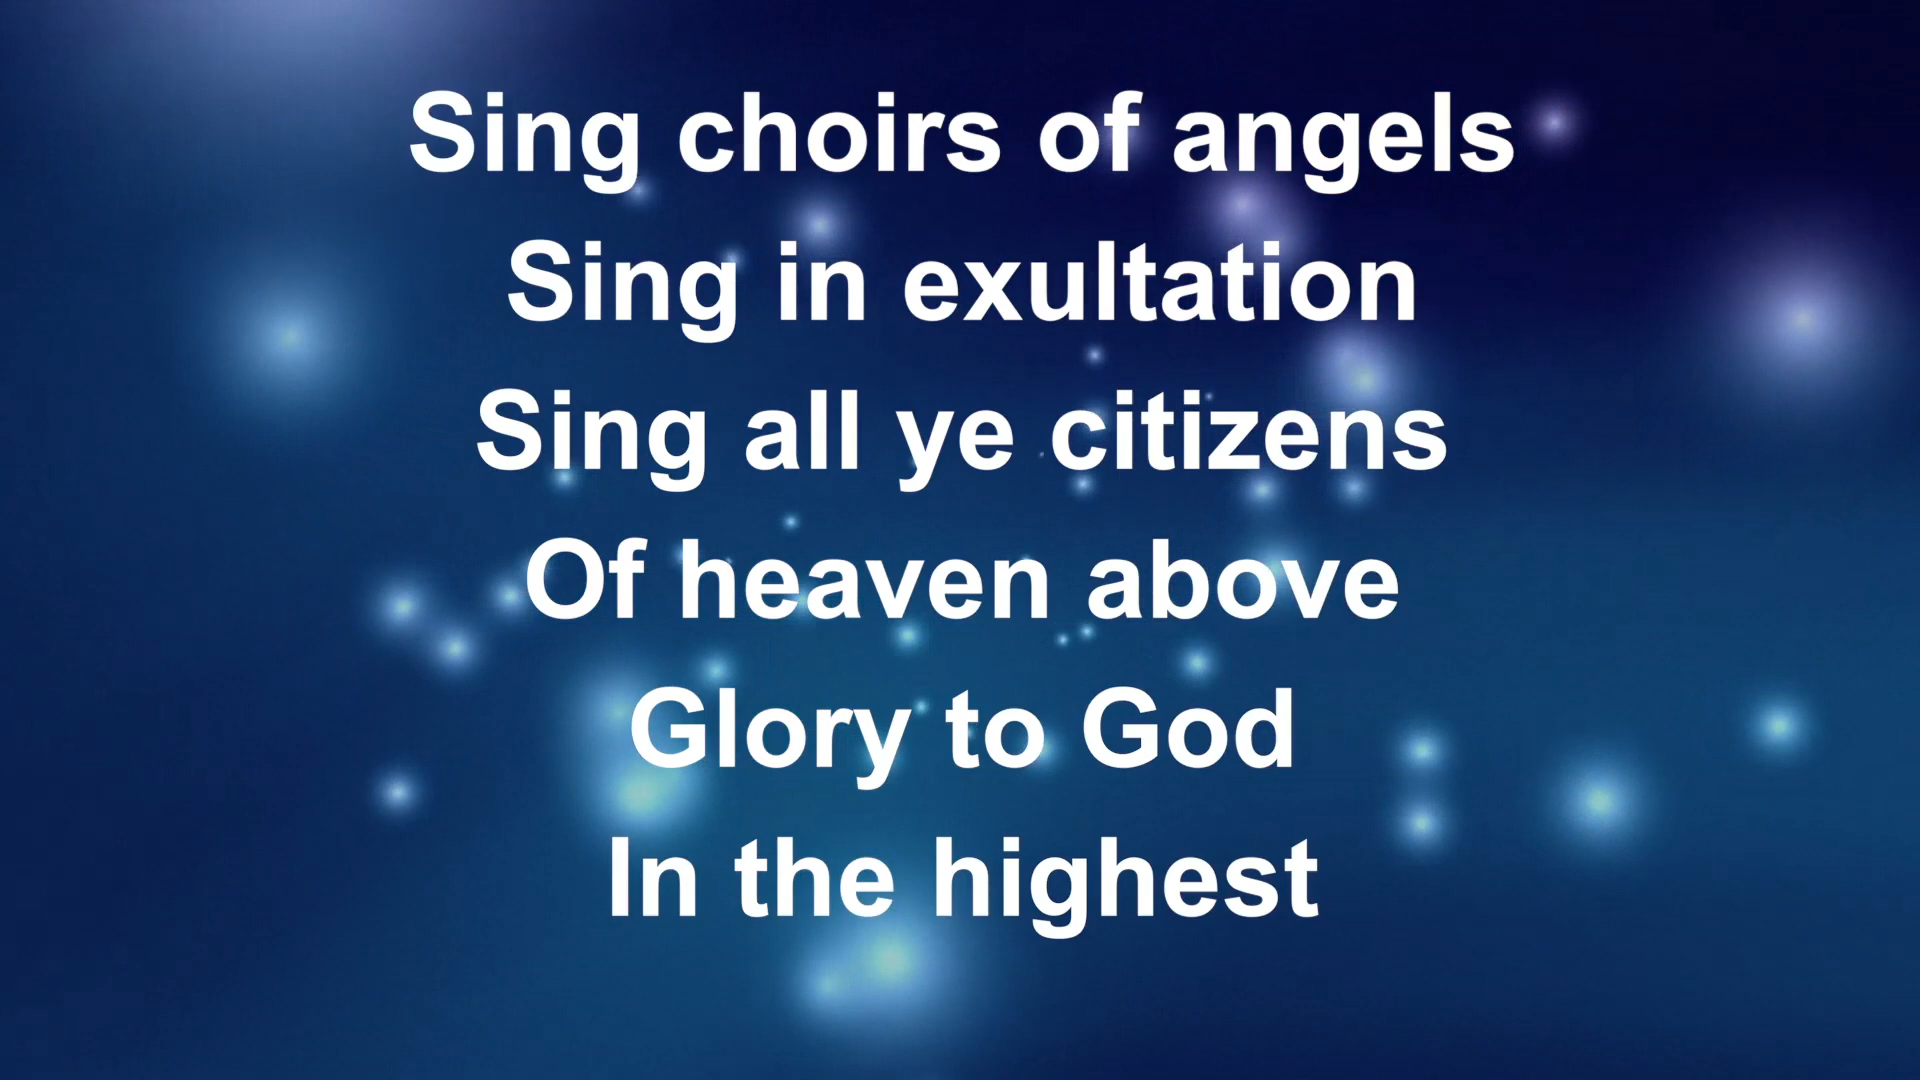 Sing choirs of angels
Sing in exultation
Sing all ye citizens
Of heaven above
Glory to God
In the highest